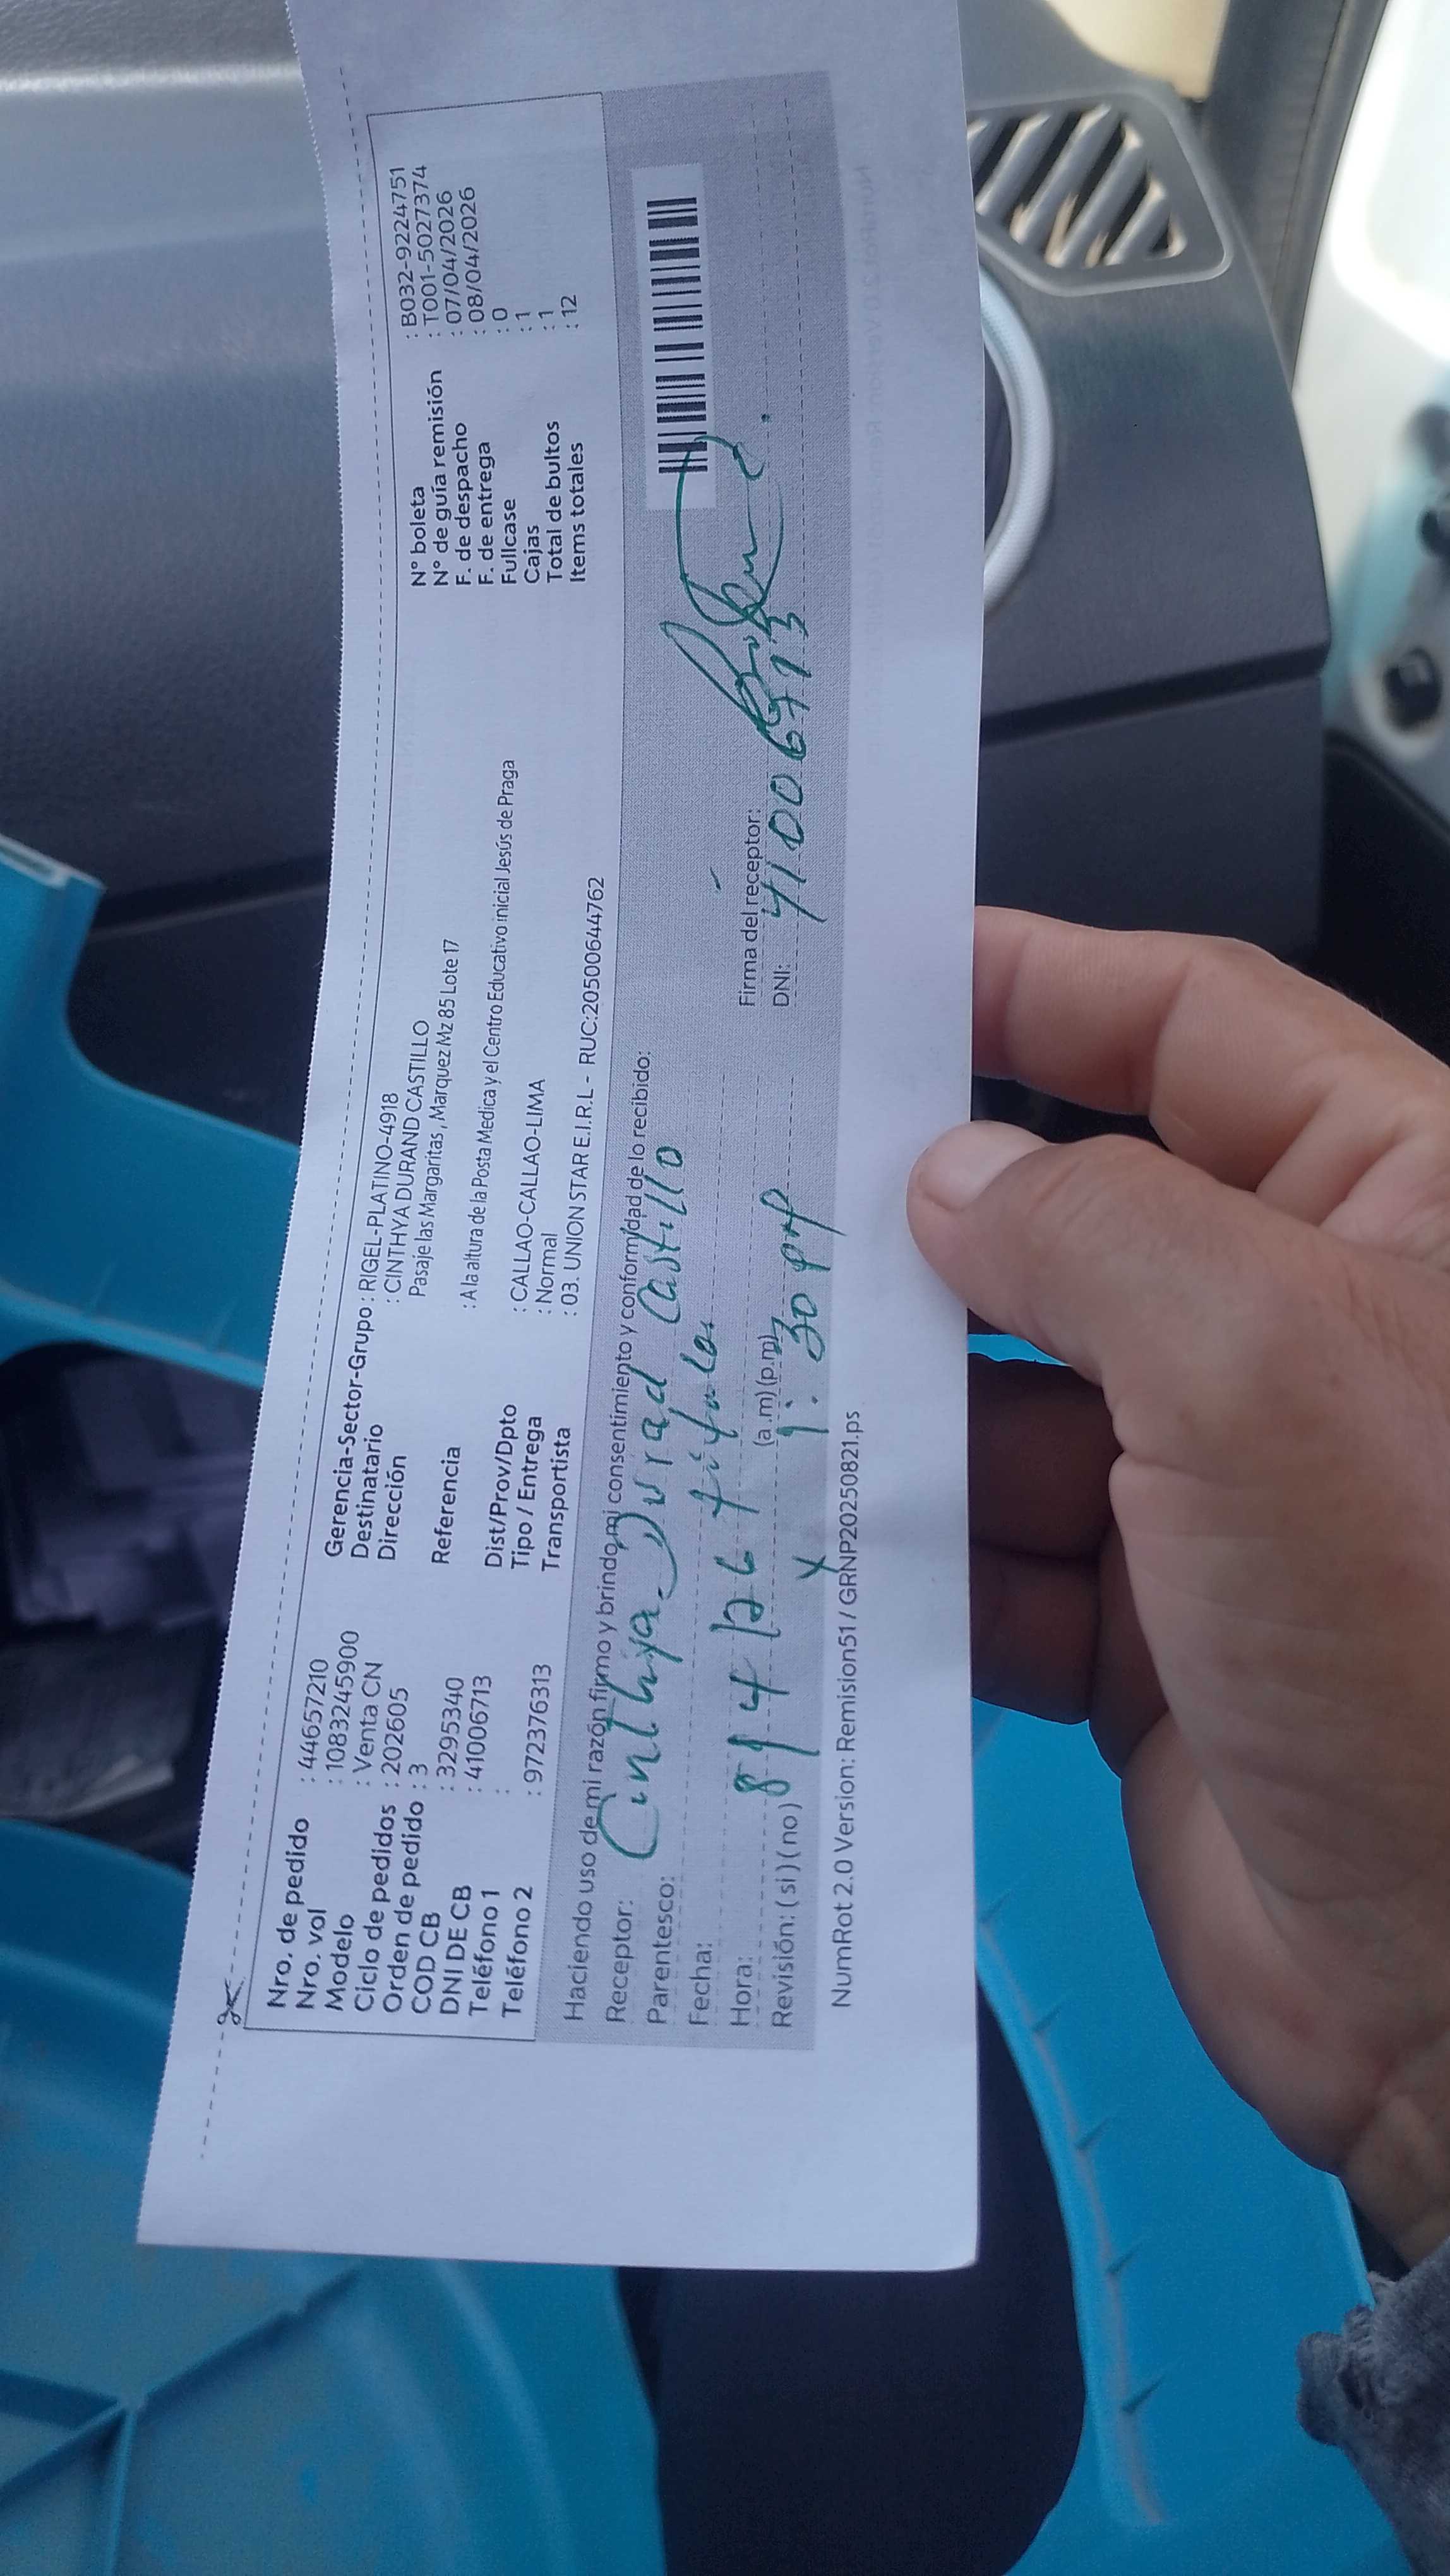 Nro. de pedido : 44657210
Nro. vol : 1083245900
Modelo : Venta CN
Ciclo de pedidos : 202605
Orden de pedido : 3
COD CB : 3295340
DNI DE CB : 41006713
Teléfono 1 :
Teléfono 2 : 972376313
Gerencia-Sector-Grupo : RIGEL-PLATINO-4918
Destinatario : CINTHYA DURAND CASTILLO
Dirección Pasaje las Margaritas , Marquez Mz 85 Lote 17
Referencia : A la altura de la Posta Medica y el Centro Educativo inicial Jesús de Praga
Dist/Prov/Dpto : CALLAO-CALLAO-LIMA
Tipo / Entrega : Normal
Transportista : 03. UNION STAR E.I.R.L - RUC:20500644762
N° boleta : B032-9224751
N° de guía remisión : T001-5027374
F. de despacho : 07/04/2026
F. de entrega : 08/04/2026
Fullcase : 0
Cajas : 1
Total de bultos : 1
Items totales : 12
Haciendo uso de mi razón firmo y brindo mi consentimiento y conformidad de lo recibido:
Receptor: Cinthya Durad Castillo
Parentesco: titular
Fecha: 8/4/26
Hora: (a.m) (p.m) 1:30 pm
Revisión: ( si ) ( no )
Firma del receptor:
DNI: 41006713
NumRot 2.0 Version: Remision51 / GRNP20250821.ps